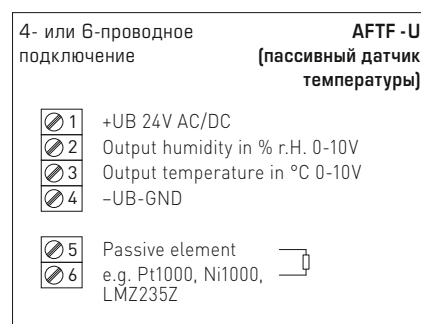 4- или 6-проводное AFTF - U
подключение (пассивный датчик
температуры)
1 +UB 24V AC/DC
2 Output humidity in % r.H. 0-10V
3 Output temperature in °C 0-10V
4 –UB-GND
5 Passive element
6 e.g. Pt1000, Ni1000,
LMZ235Z